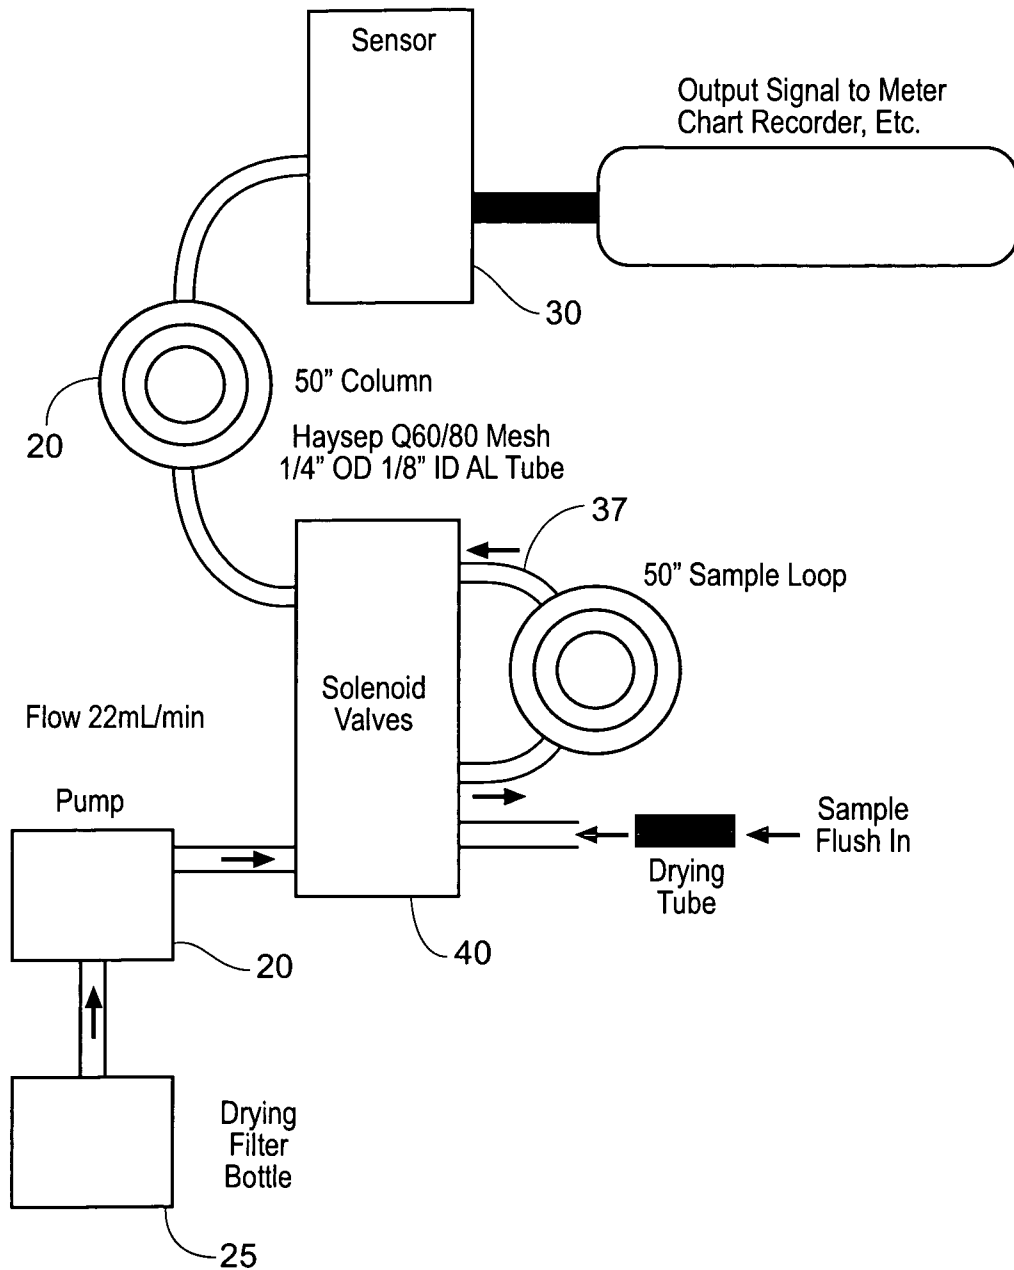 Sensor
Output Signal to Meter
Chart Recorder, Etc.
30
50” Column
20
Haysep Q60/80 Mesh
1/4” OD 1/8” ID AL Tube
37
50” Sample Loop
Solenoid
Valves
Flow 22mL/min
Pump
Sample
Flush In
Drying
Tube
40
20
Drying
Filter
Bottle
25